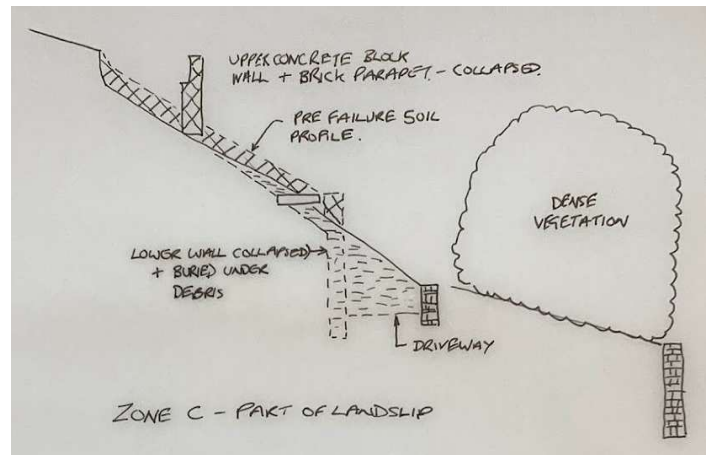 UPPER CONCRETE BLOCK
WALL + BRICK PARAPET - COLLAPSED.
PRE FAILURE SOIL
PROFILE.
DENSE
VEGETATION
LOWER WALL COLLAPSED
+ BURIED UNDER
DEBRIS
DRIVEWAY
ZONE C - PART OF LANDSLIP